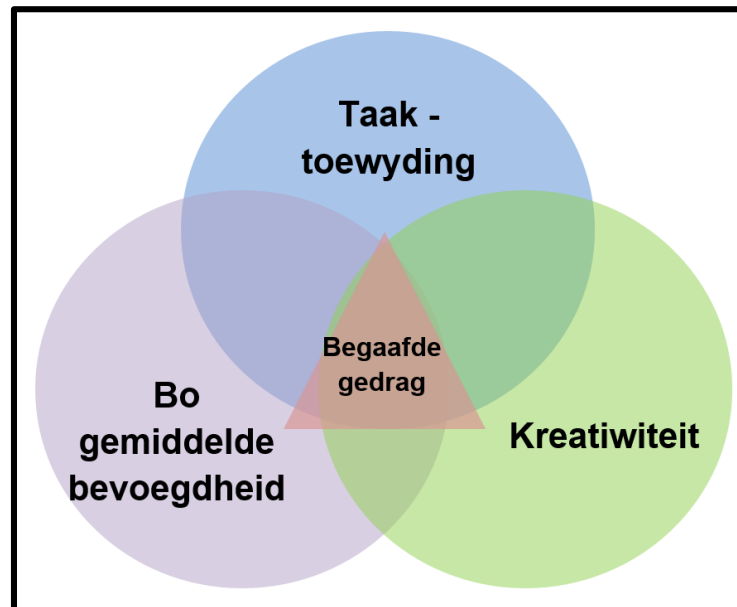 Taak -
toewyding
Begaafde
gedrag
Bo
gemiddelde
bevoegdheid
Kreatiwiteit